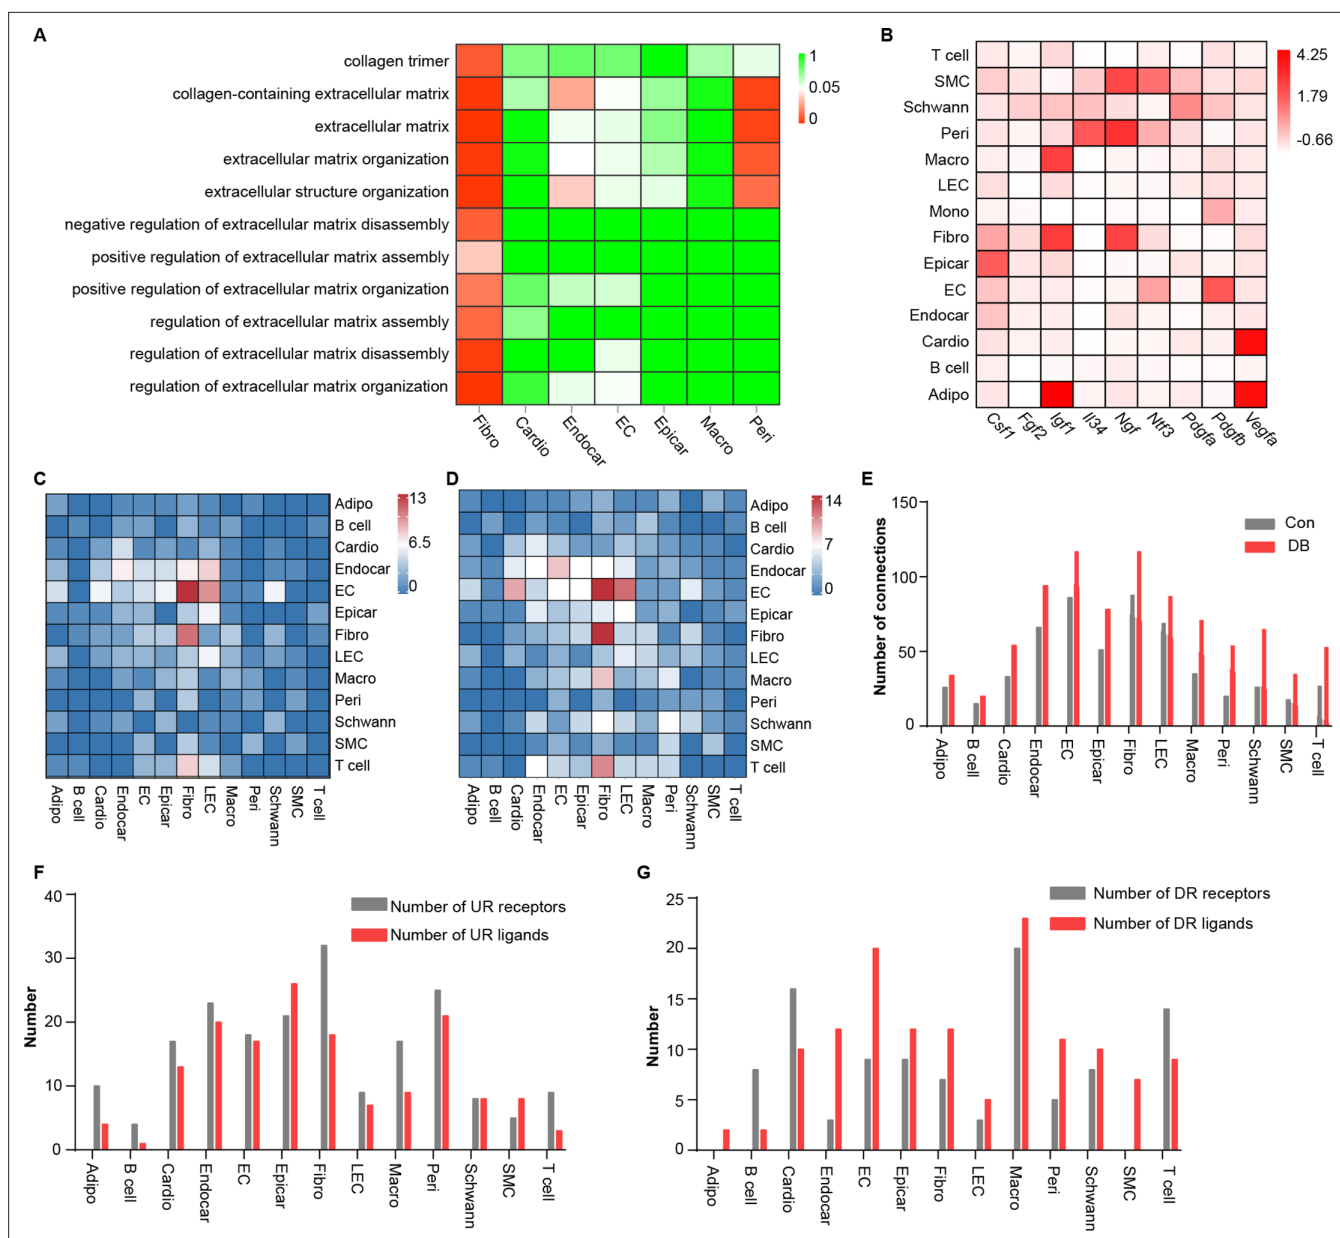 A
collagen trimer
collagen-containing extracellular matrix
extracellular matrix
extracellular matrix organization
extracellular structure organization
negative regulation of extracellular matrix disassembly
positive regulation of extracellular matrix assembly
positive regulation of extracellular matrix organization
regulation of extracellular matrix assembly
regulation of extracellular matrix disassembly
regulation of extracellular matrix organization
Fibro
Cardio
Endocar
EC
Epicar
Macro
Peri
1
0.05
0
B
T cell
SMC
Schwann
Peri
Macro
LEC
Mono
Fibro
Epicar
EC
Endocar
Cardio
B cell
Adipo
Csf1
Fgf2
Igf1
Il34
Ngf
Ntf3
Pdgfa
Pdgfb
Vegfa
4.25
1.79
-0.66
C
Adipo
B cell
Cardio
Endocar
EC
Epicar
Fibro
LEC
Macro
Peri
Schwann
SMC
T cell
Adipo
B cell
Cardio
Endocar
EC
Epicar
Fibro
LEC
Macro
Peri
Schwann
SMC
T cell
13
6.5
0
D
Adipo
B cell
Cardio
Endocar
EC
Epicar
Fibro
LEC
Macro
Peri
Schwann
SMC
T cell
Adipo
B cell
Cardio
Endocar
EC
Epicar
Fibro
LEC
Macro
Peri
Schwann
SMC
T cell
14
7
0
E
Number of connections
150
100
50
0
Con
DB
Adipo
B cell
Cardio
Endocar
EC
Epicar
Fibro
LEC
Macro
Peri
Schwann
SMC
T cell
F
Number
40
30
20
10
0
Number of UR receptors
Number of UR ligands
Adipo
B cell
Cardio
Endocar
EC
Epicar
Fibro
LEC
Macro
Peri
Schwann
SMC
T cell
G
Number
25
20
15
10
5
0
Number of DR receptors
Number of DR ligands
Adipo
B cell
Cardio
Endocar
EC
Epicar
Fibro
LEC
Macro
Peri
Schwann
SMC
T cell